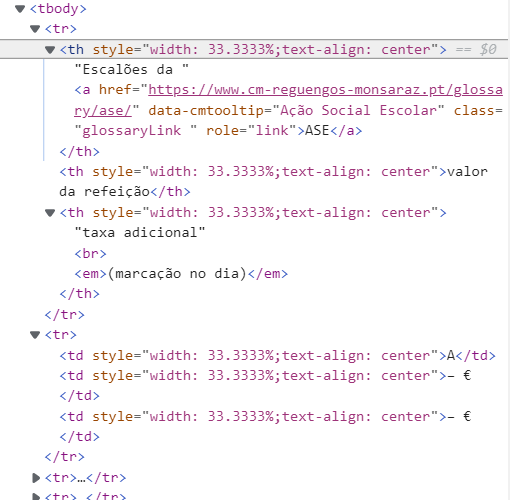 <tbody>
<tr>
<th style="width: 33.3333%;text-align: center"> == $0
"Escalões da "
<a href="https://www.cm-reguengos-monsaraz.pt/glossa
ry/ase/" data-cmtooltip="Ação Social Escolar" class=
"glossaryLink " role="link">ASE</a>
</th>
<th style="width: 33.3333%;text-align: center">valor
da refeição</th>
<th style="width: 33.3333%;text-align: center">
"taxa adicional"
<br>
<em>(marcação no dia)</em>
</th>
</tr>
<tr>
<td style="width: 33.3333%;text-align: center">A</td>
<td style="width: 33.3333%;text-align: center">– €
</td>
<td style="width: 33.3333%;text-align: center">– €
</td>
</tr>
<tr>…</tr>
<tr> </tr>